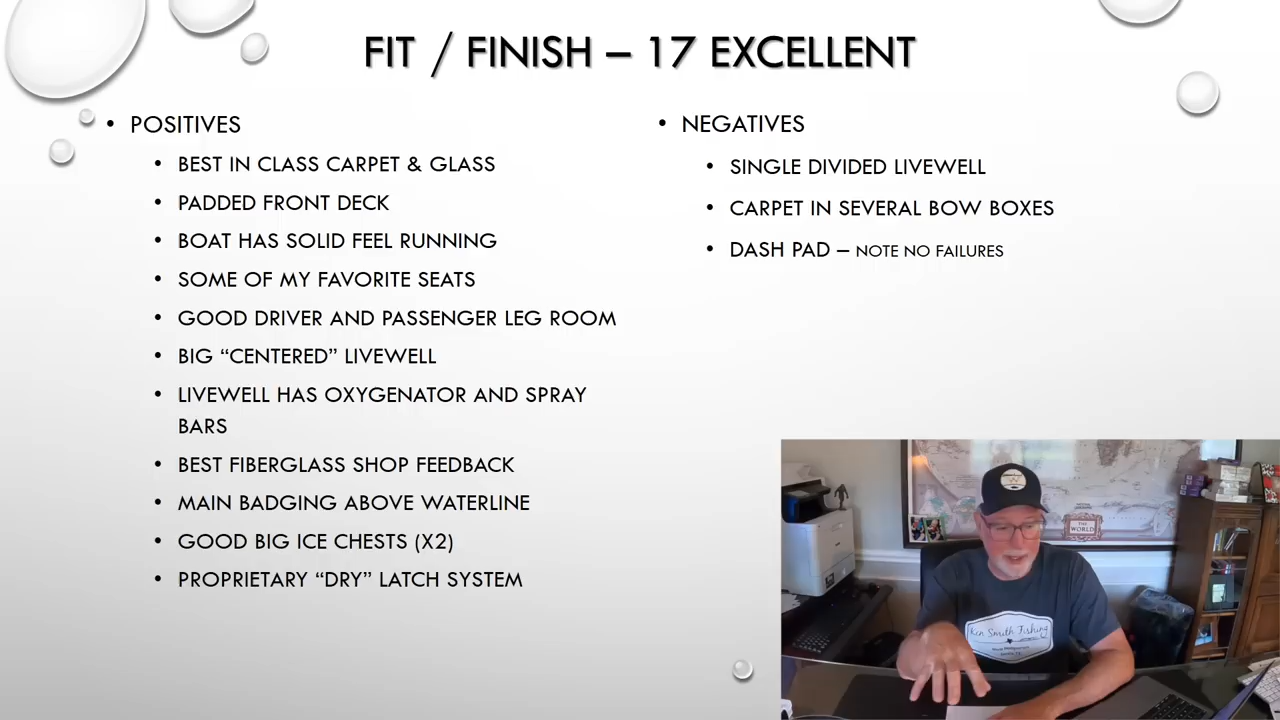 FIT / FINISH – 17 EXCELLENT
• POSITIVES
• BEST IN CLASS CARPET & GLASS
• PADDED FRONT DECK
• BOAT HAS SOLID FEEL RUNNING
• SOME OF MY FAVORITE SEATS
• GOOD DRIVER AND PASSENGER LEG ROOM
• BIG “CENTERED” LIVEWELL
• LIVEWELL HAS OXYGENATOR AND SPRAY
BARS
• BEST FIBERGLASS SHOP FEEDBACK
• MAIN BADGING ABOVE WATERLINE
• GOOD BIG ICE CHESTS (X2)
• PROPRIETARY “DRY” LATCH SYSTEM
• NEGATIVES
• SINGLE DIVIDED LIVEWELL
• CARPET IN SEVERAL BOW BOXES
• DASH PAD – NOTE NO FAILURES
THE
WORLD
Ken Smith Fishing